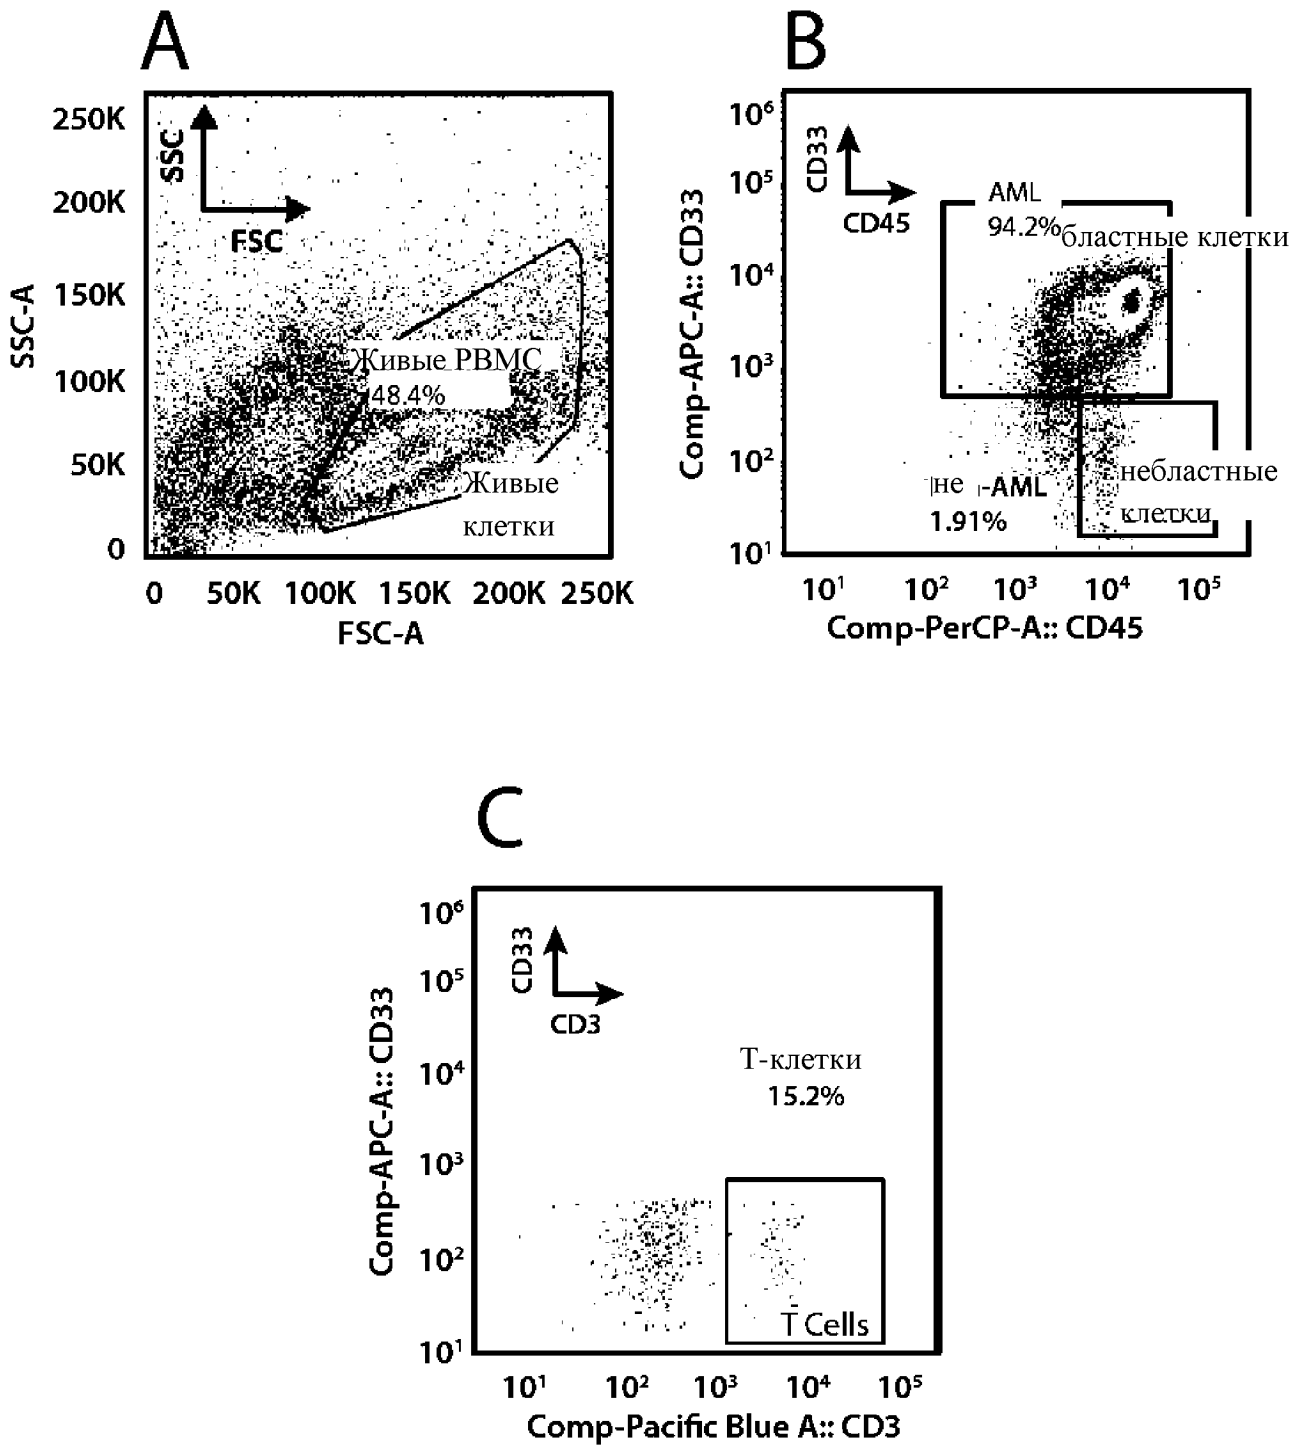 A
250K
200K
150K
100K
50K
0
SSC-A
SSC
FSC
Живые PBMC
48.4%
Живые
клетки
0 50K 100K 150K 200K 250K
FSC-A
B
10⁶
10⁵
10⁴
10³
10²
10¹
Comp-APC-A:: CD33
CD33
CD45
AML
94.2%
бластные клетки
не -AML
1.91%
небластные
клетки
10¹ 10² 10³ 10⁴ 10⁵
Comp-PerCP-A:: CD45
C
10⁶
10⁵
10⁴
10³
10²
10¹
Comp-APC-A:: CD33
CD33
CD3
Т-клетки
15.2%
T Cells
10¹ 10² 10³ 10⁴ 10⁵
Comp-Pacific Blue A:: CD3